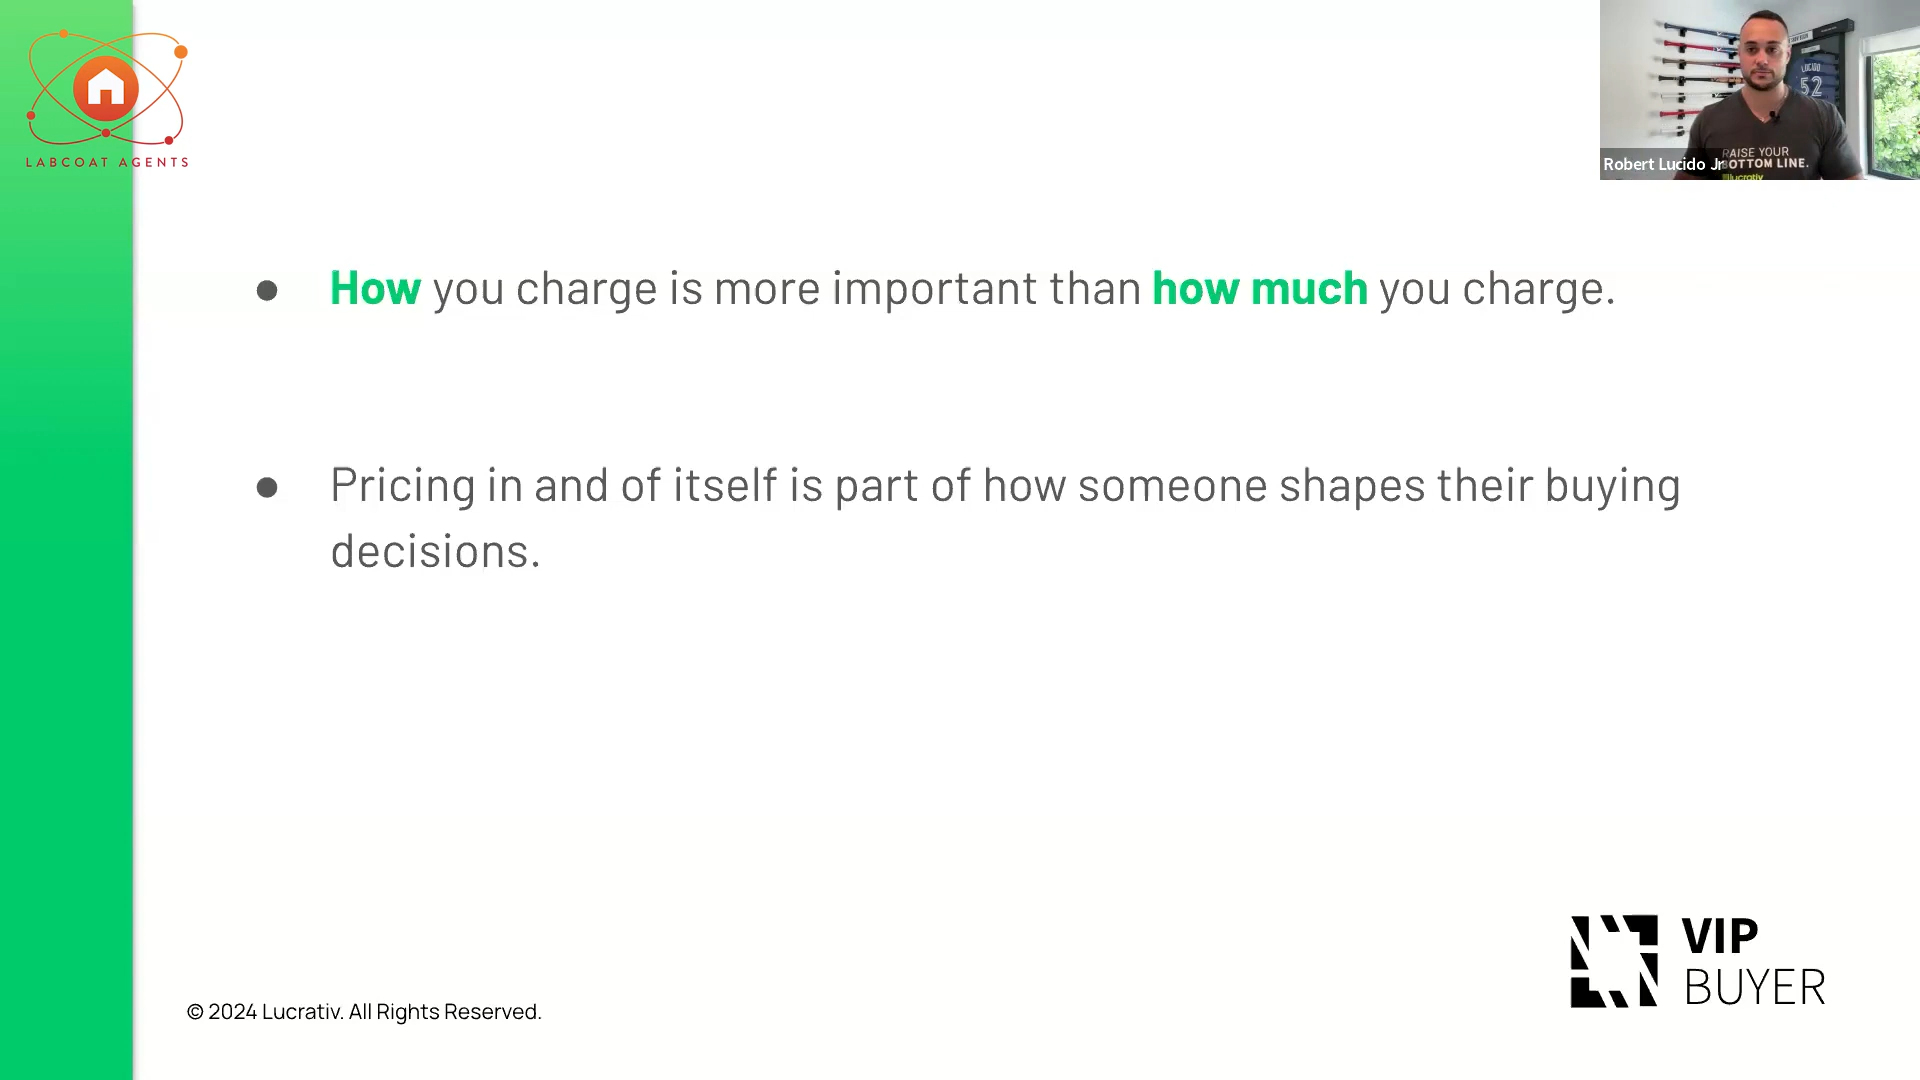 LABCOAT AGENTS
LUCIDO
52
RAISE YOUR
BOTTOM LINE.
lucrativ
Robert Lucido Jr
● How you charge is more important than how much you charge.
● Pricing in and of itself is part of how someone shapes their buying
decisions.
VIP
BUYER
© 2024 Lucrativ. All Rights Reserved.